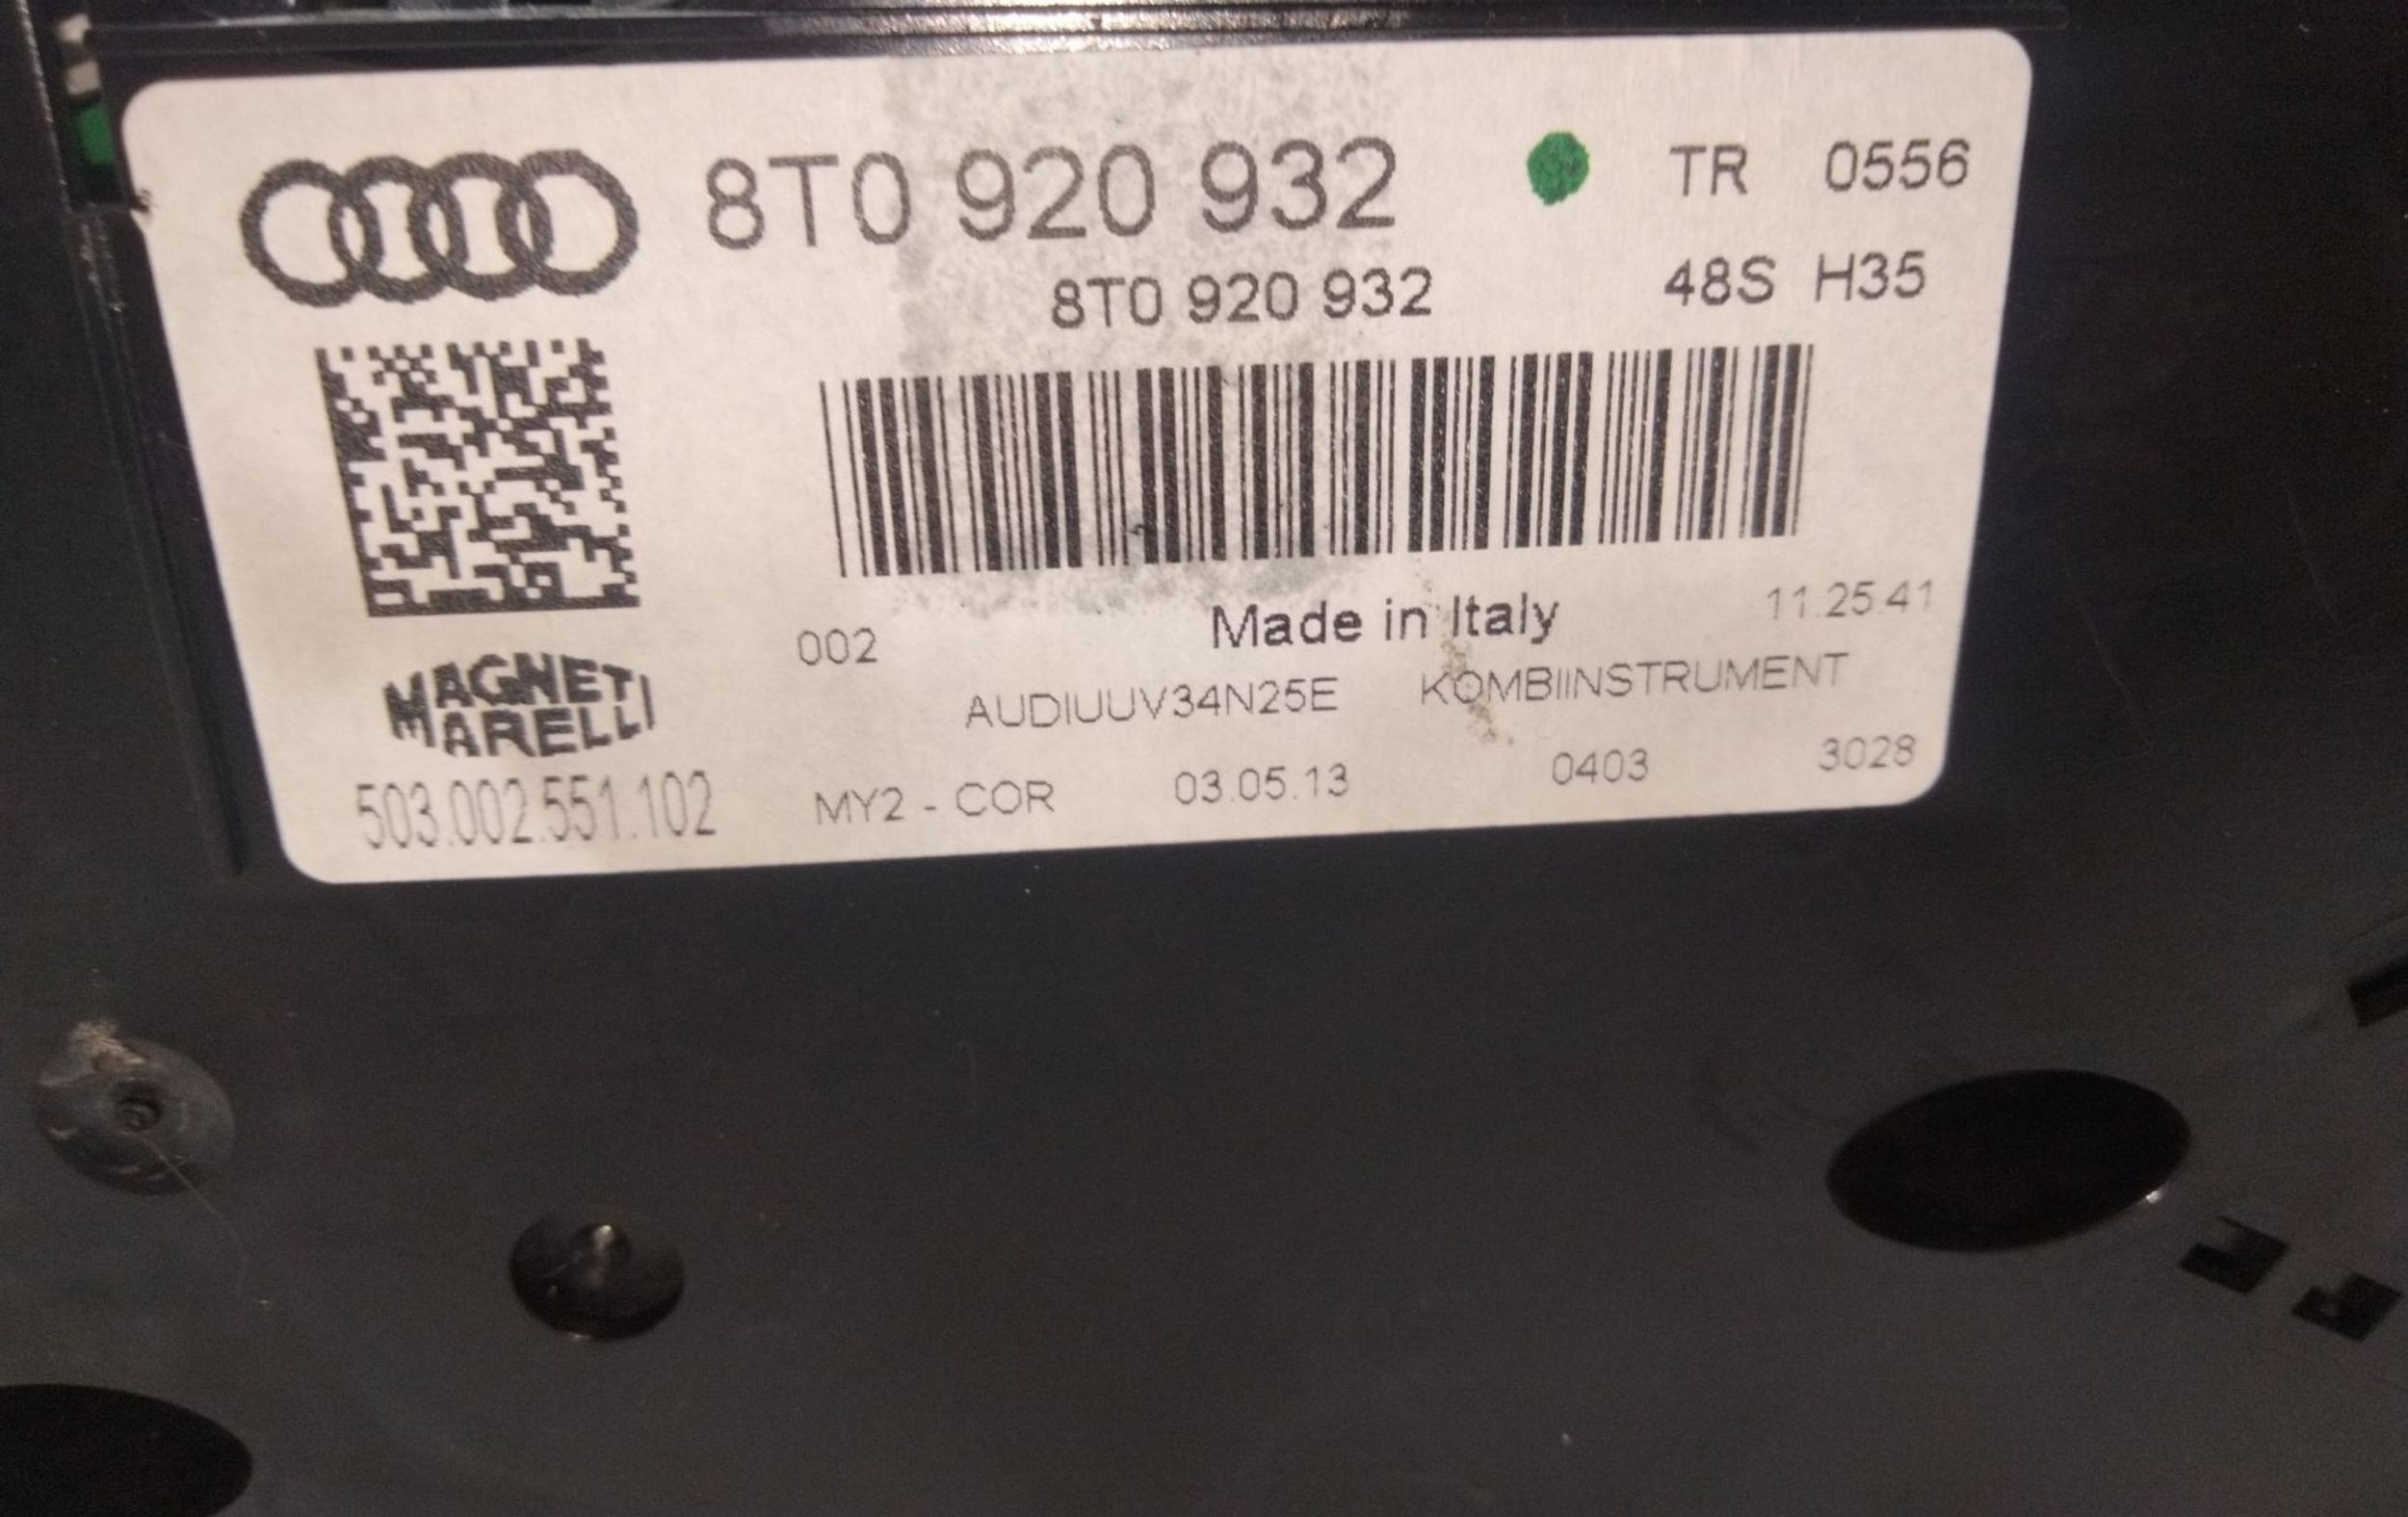 8T0 920 932 TR 0556
8T0 920 932 48S H35
002 Made in Italy 11.25.41
MAGNETI
MARELLI
AUDIUUV34N25E KOMBIINSTRUMENT
503.002.551.102 MY2 - COR 03.05.13 0403 3028